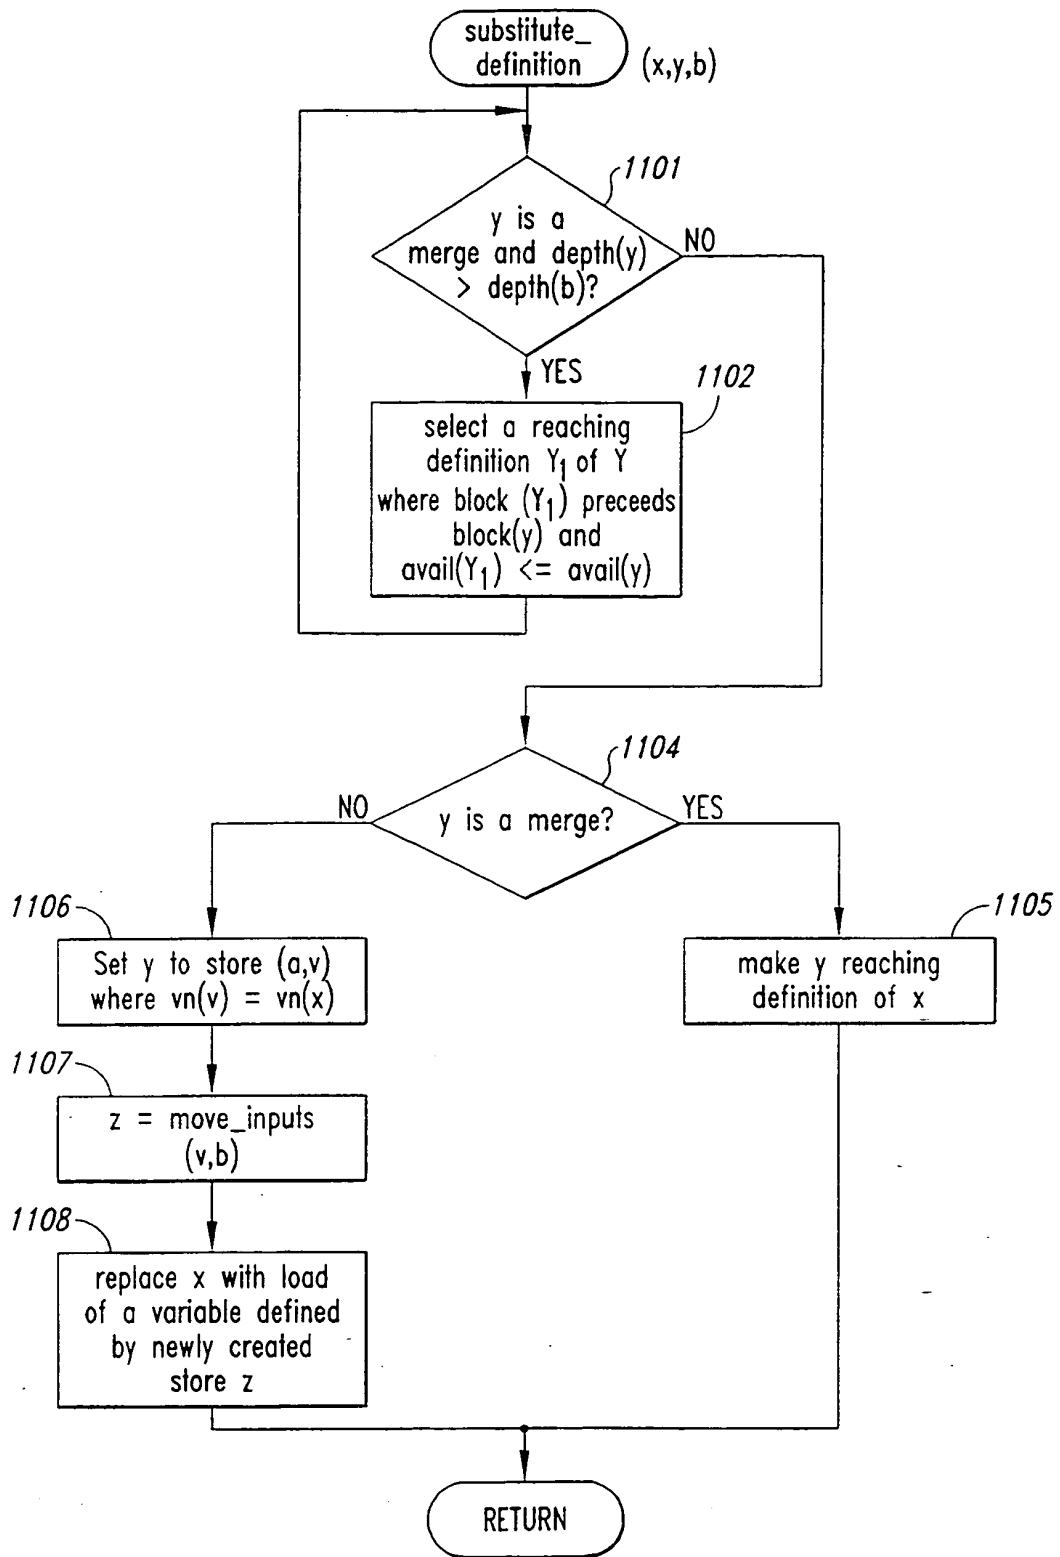 substitute_
definition
(x,y,b)
1101
y is a
merge and depth(y)
> depth(b)?
NO
YES
1102
select a reaching
definition Y₁ of Y
where block (Y₁) preceeds
block(y) and
avail(Y₁) <= avail(y)
1104
NO
y is a merge?
YES
1106
Set y to store (a,v)
where vn(v) = vn(x)
1105
make y reaching
definition of x
1107
z = move_inputs
(v,b)
1108
replace x with load
of a variable defined
by newly created
store z
RETURN